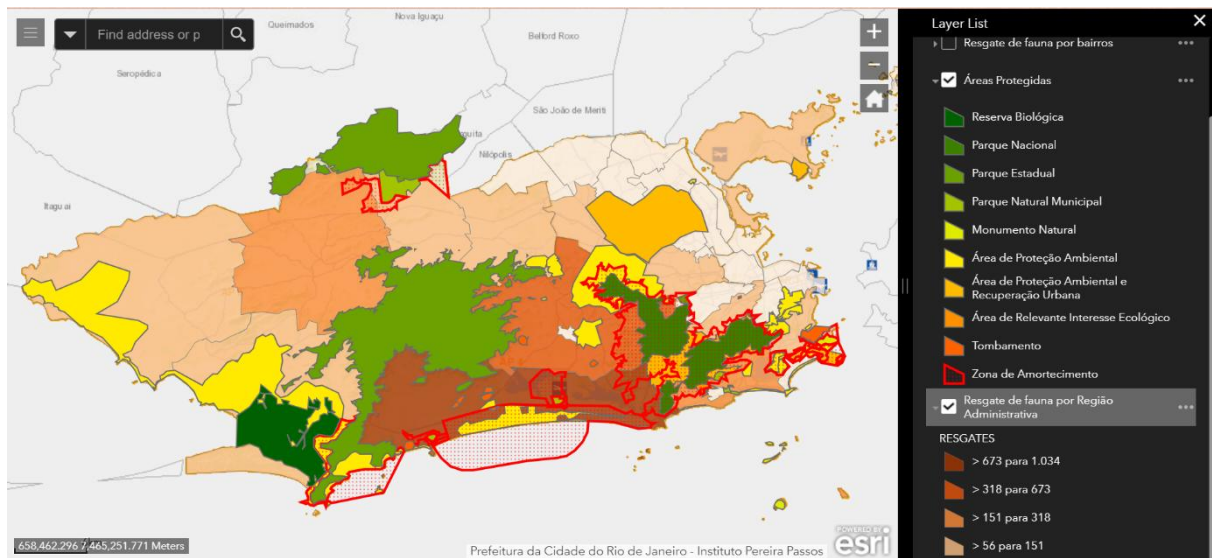 Find address or p
Queimados
Nova Iguaçu
Belford Roxo
Seropédica
São João de Meriti
Nilópolis
Itaguaí
658,462.296 7,465,251.771 Meters
Prefeitura da Cidade do Rio de Janeiro - Instituto Pereira Passos
POWERED BY
esri
Layer List
Resgate de fauna por bairros
Áreas Protegidas
Reserva Biológica
Parque Nacional
Parque Estadual
Parque Natural Municipal
Monumento Natural
Área de Proteção Ambiental
Área de Proteção Ambiental e
Recuperação Urbana
Área de Relevante Interesse Ecológico
Tombamento
Zona de Amortecimento
Resgate de fauna por Região
Administrativa
RESGATES
> 673 para 1.034
> 318 para 673
> 151 para 318
> 56 para 151